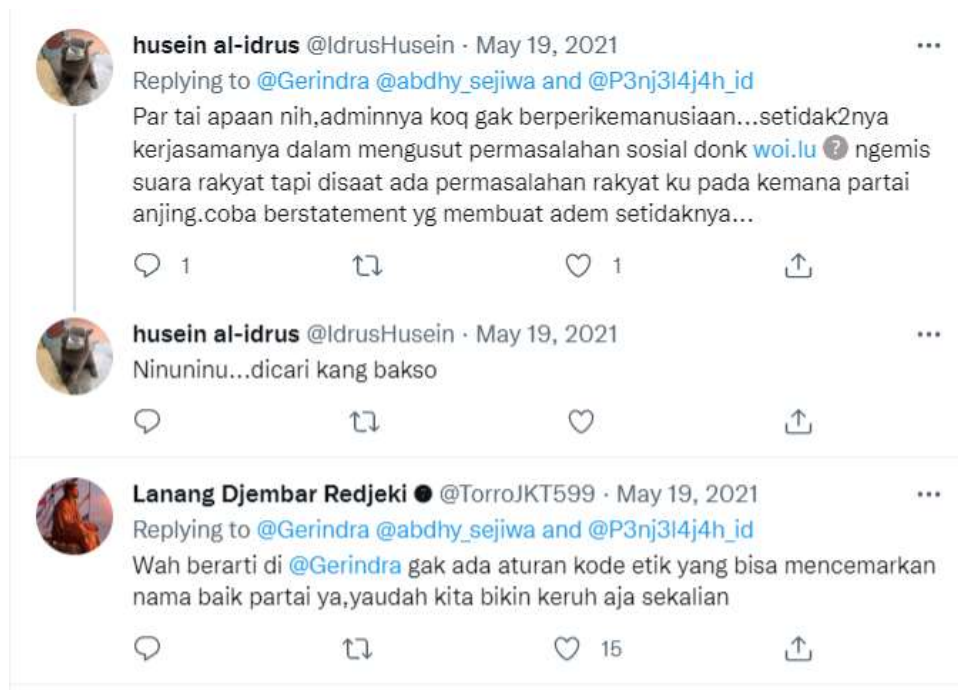 husein al-idrus @IdrusHusein · May 19, 2021
Replying to @Gerindra @abdhy_sejiwa and @P3nj3l4j4h_id
Par tai apaan nih,adminnya koq gak berperikemanusiaan...setidak2nya
kerjasamanya dalam mengusut permasalahan sosial donk woi.lu ? ngemis
suara rakyat tapi disaat ada permasalahan rakyat ku pada kemana partai
anjing.coba berstatement yg membuat adem setidaknya...
1 1
husein al-idrus @IdrusHusein · May 19, 2021
Ninuninu...dicari kang bakso
Lanang Djembar Redjeki @TorroJKT599 · May 19, 2021
Replying to @Gerindra @abdhy_sejiwa and @P3nj3l4j4h_id
Wah berarti di @Gerindra gak ada aturan kode etik yang bisa mencemarkan
nama baik partai ya,yaudah kita bikin keruh aja sekalian
15